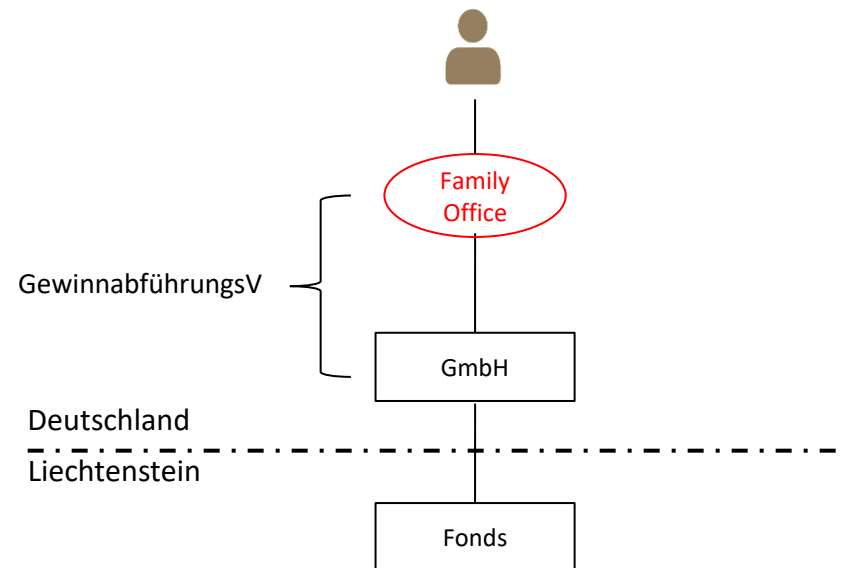 Family
Office
GewinnabführungsV
GmbH
Deutschland
Liechtenstein
Fonds